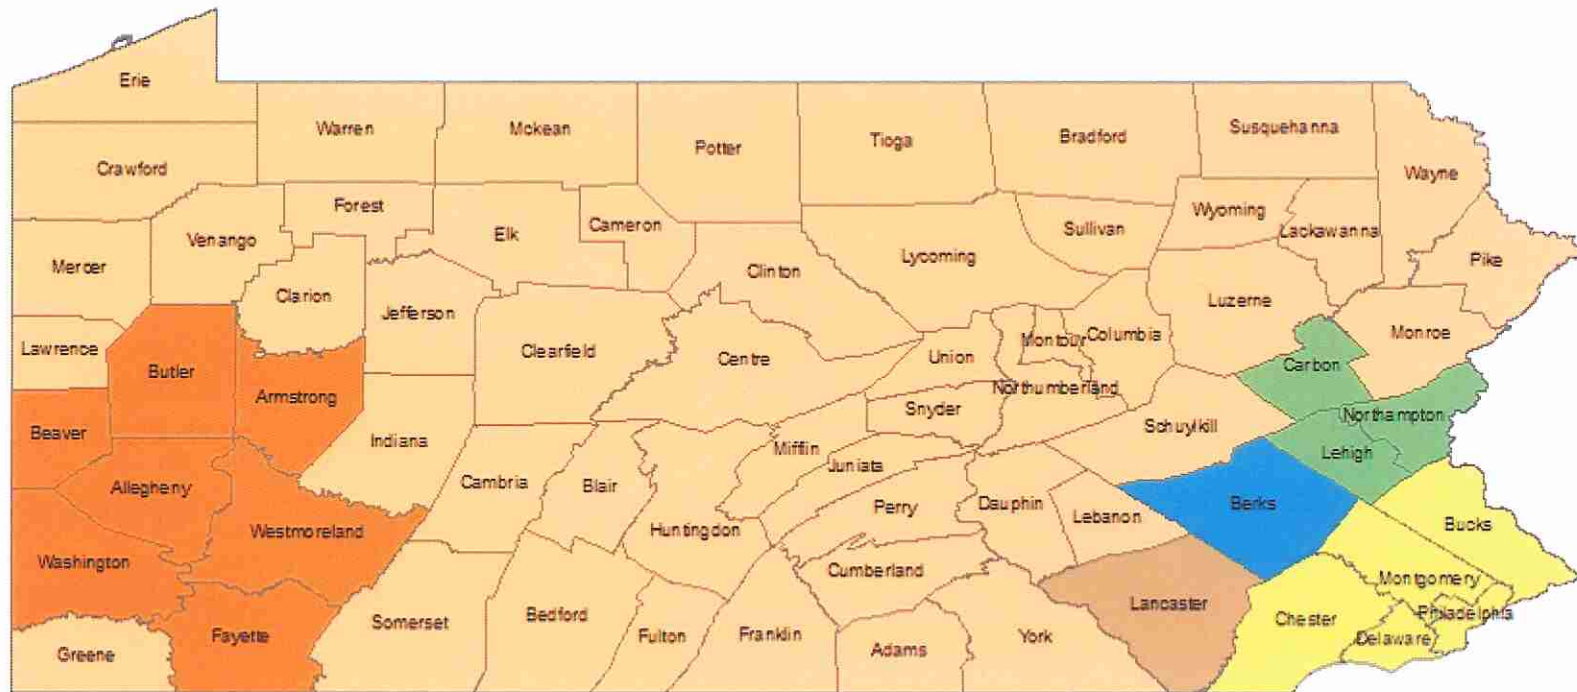 Erie
Warren
Mckean
Potter
Tioga
Bradford
Susquehanna
Wayne
Crawford
Forest
Venango
Elk
Cameron
Wyoming
Lackawanna
Sullivan
Lycoming
Mercer
Clarion
Clinton
Pike
Jefferson
Luzerne
Lawrence
Butler
Clearfield
Centre
Union
Montour
Columbia
Monroe
Carbon
Armstrong
Northumberland
Snyder
Northampton
Beaver
Indiana
Mifflin
Schuylkill
Lehigh
Juniata
Allegheny
Cambria
Blair
Perry
Dauphin
Lebanon
Berks
Bucks
Westmoreland
Huntingdon
Washington
Cumberland
Montgomery
Lancaster
Philadelphia
Chester
Delaware
Somerset
Bedford
Fulton
Franklin
Adams
York
Fayette
Greene